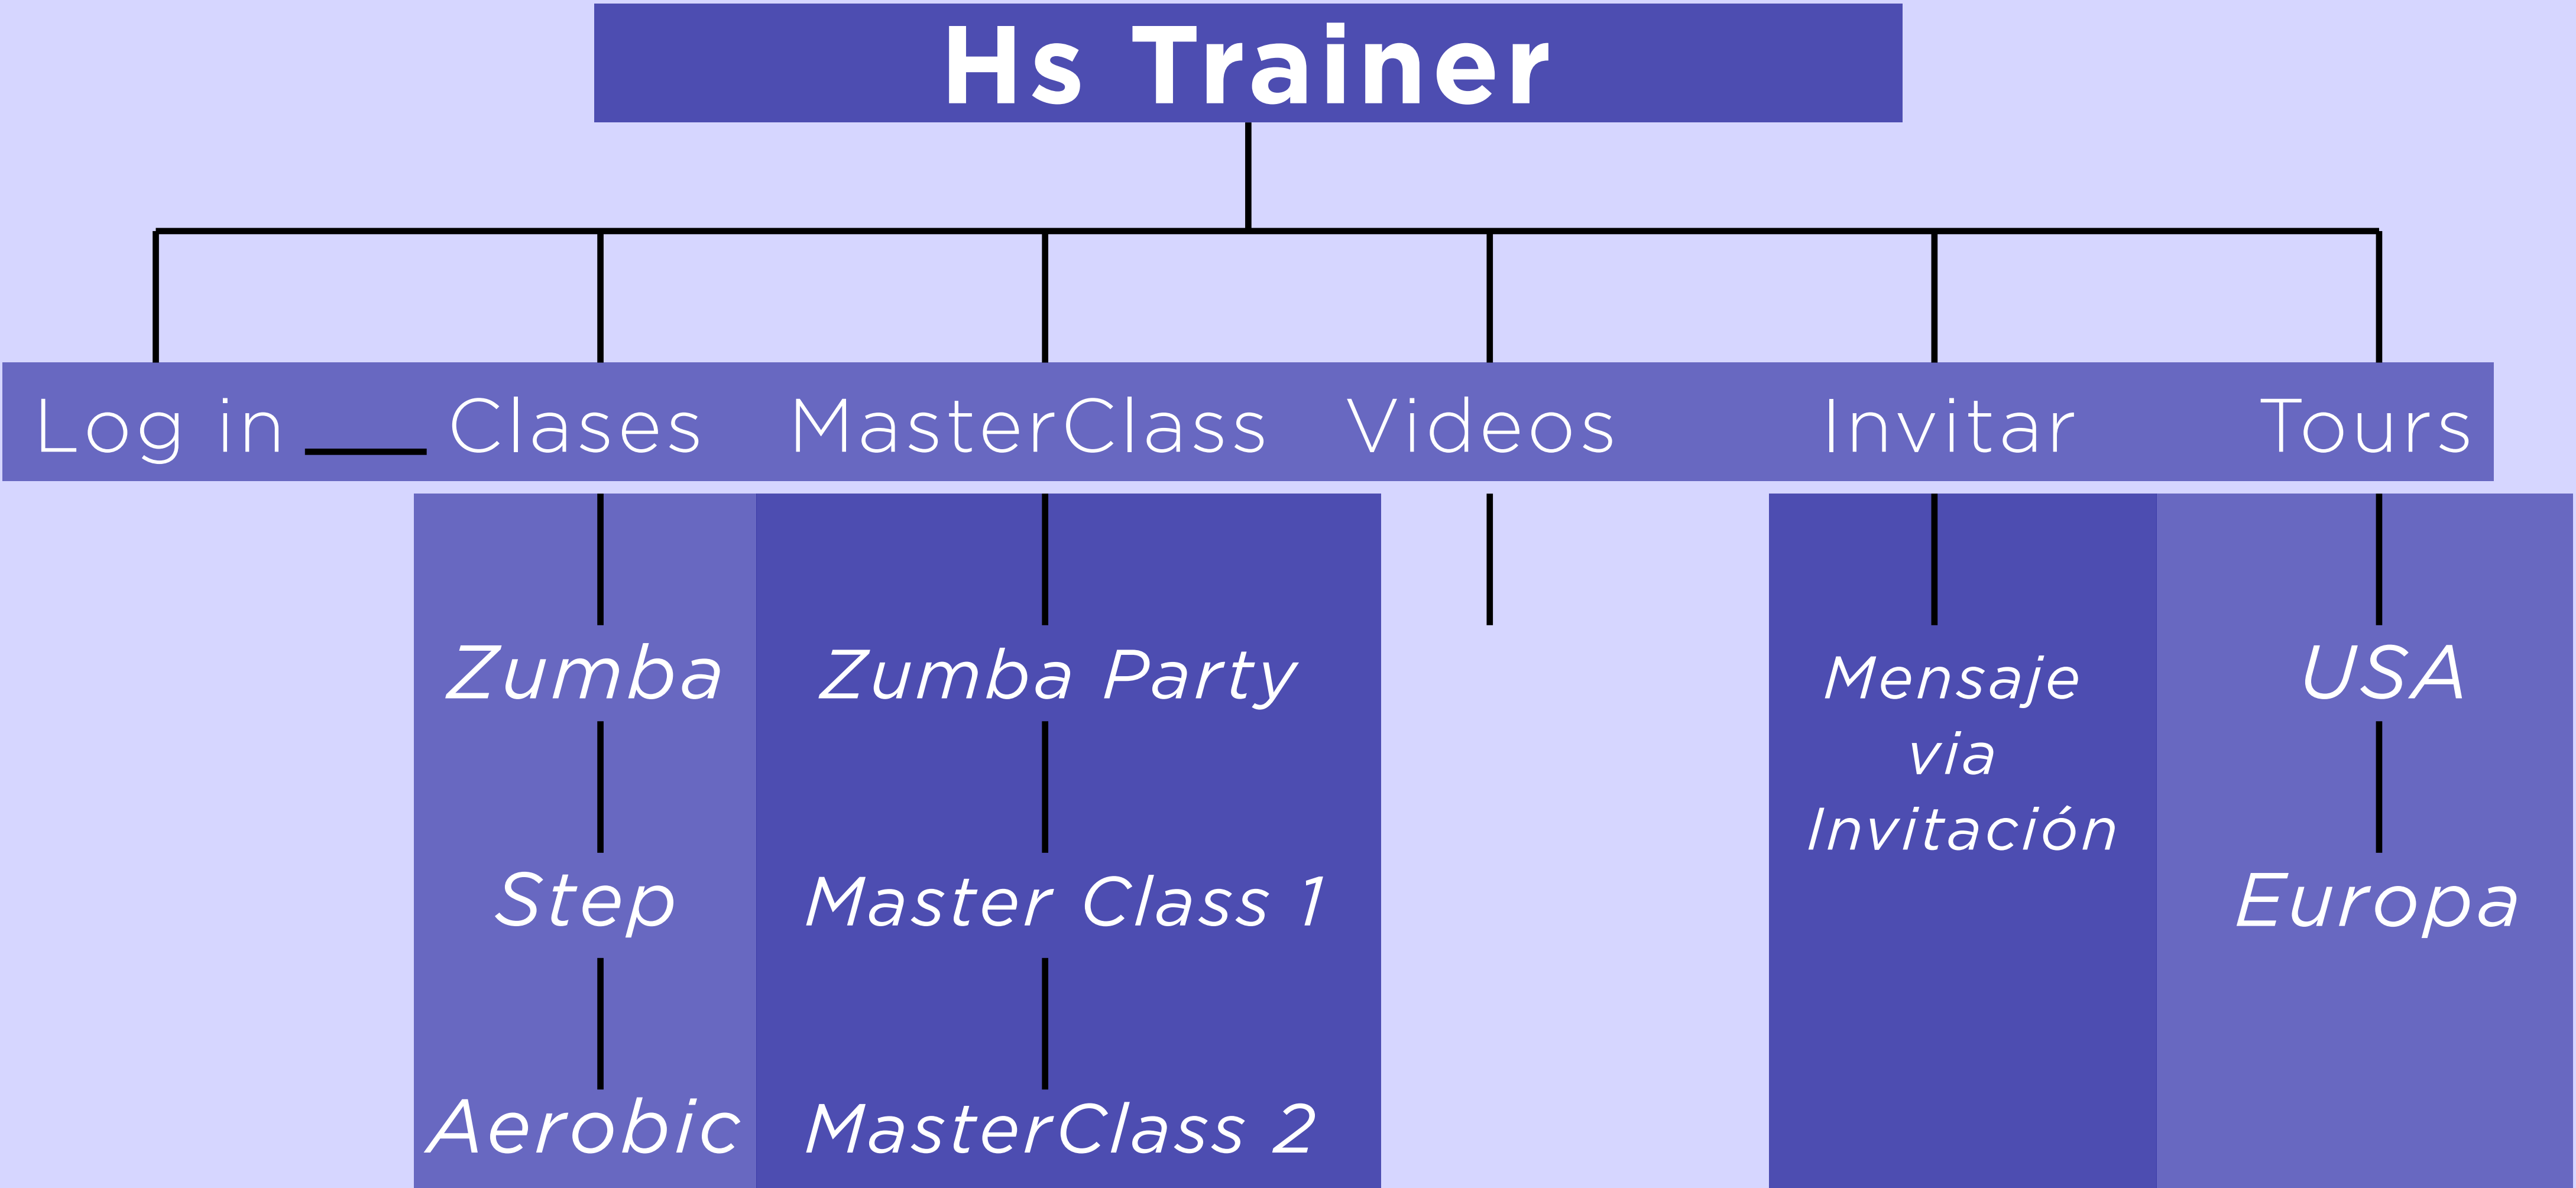 Hs Trainer
Log in
Clases
MasterClass
Videos
Invitar
Tours
Zumba
Step
Aerobic
Zumba Party
Master Class 1
MasterClass 2
Mensaje
via
Invitación
USA
Europa